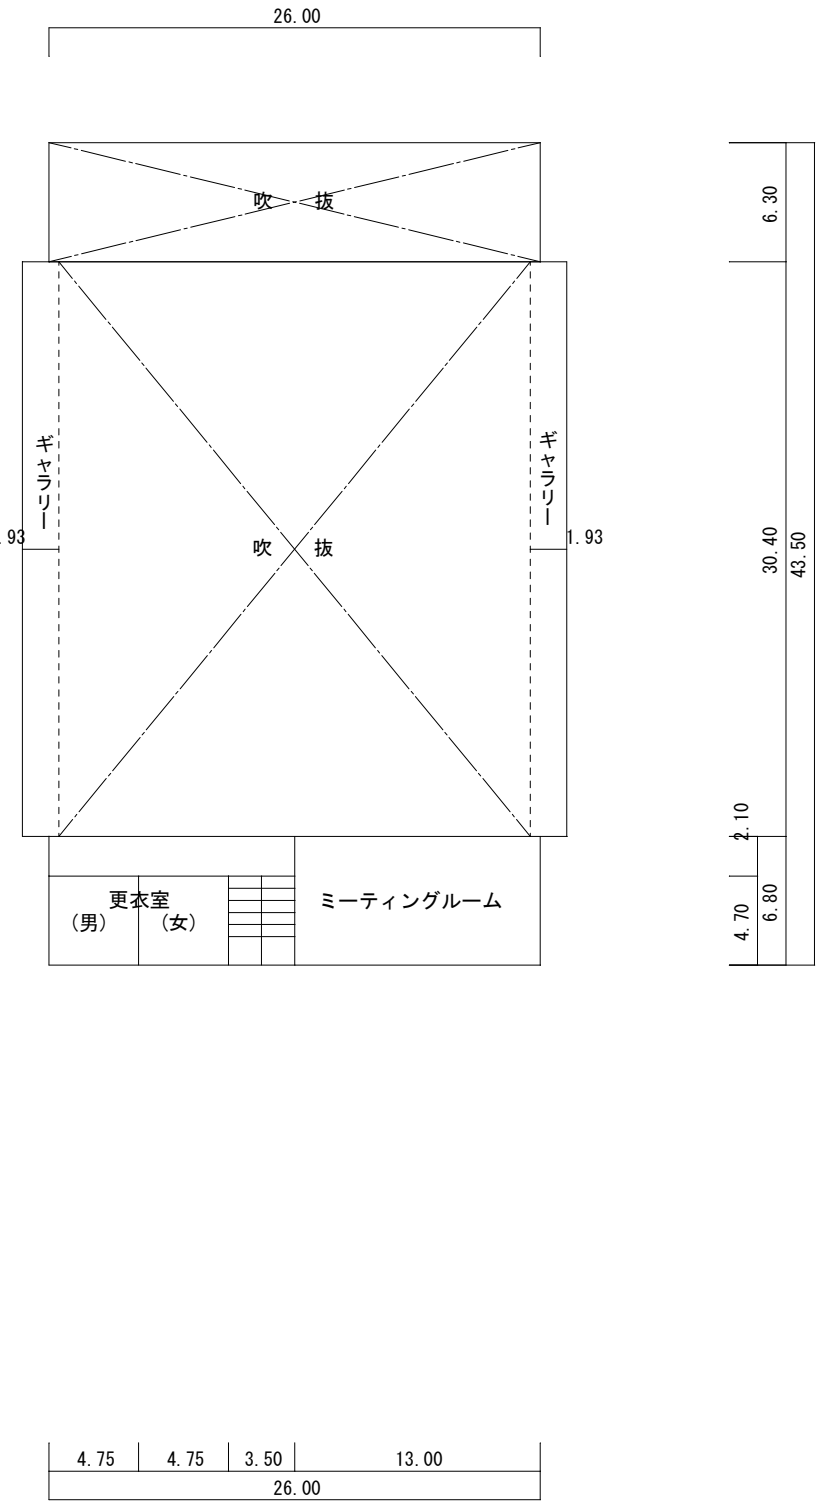 26.00
吹 抜
6.30
ギャラリー
ギャラリー
.93
吹 抜
1.93
30.40
43.50
2.10
更衣室
(男) (女)
ミーティングルーム
4.70
6.80
4.75 4.75 3.50 13.00
26.00